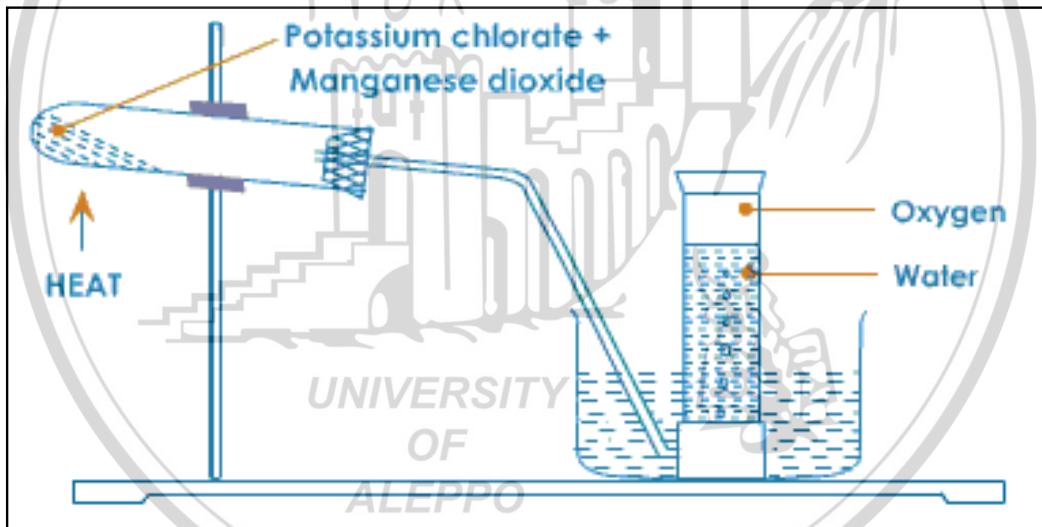 Potassium chlorate +
Manganese dioxide
Oxygen
Water
HEAT
UNIVERSITY
OF
ALEPPO